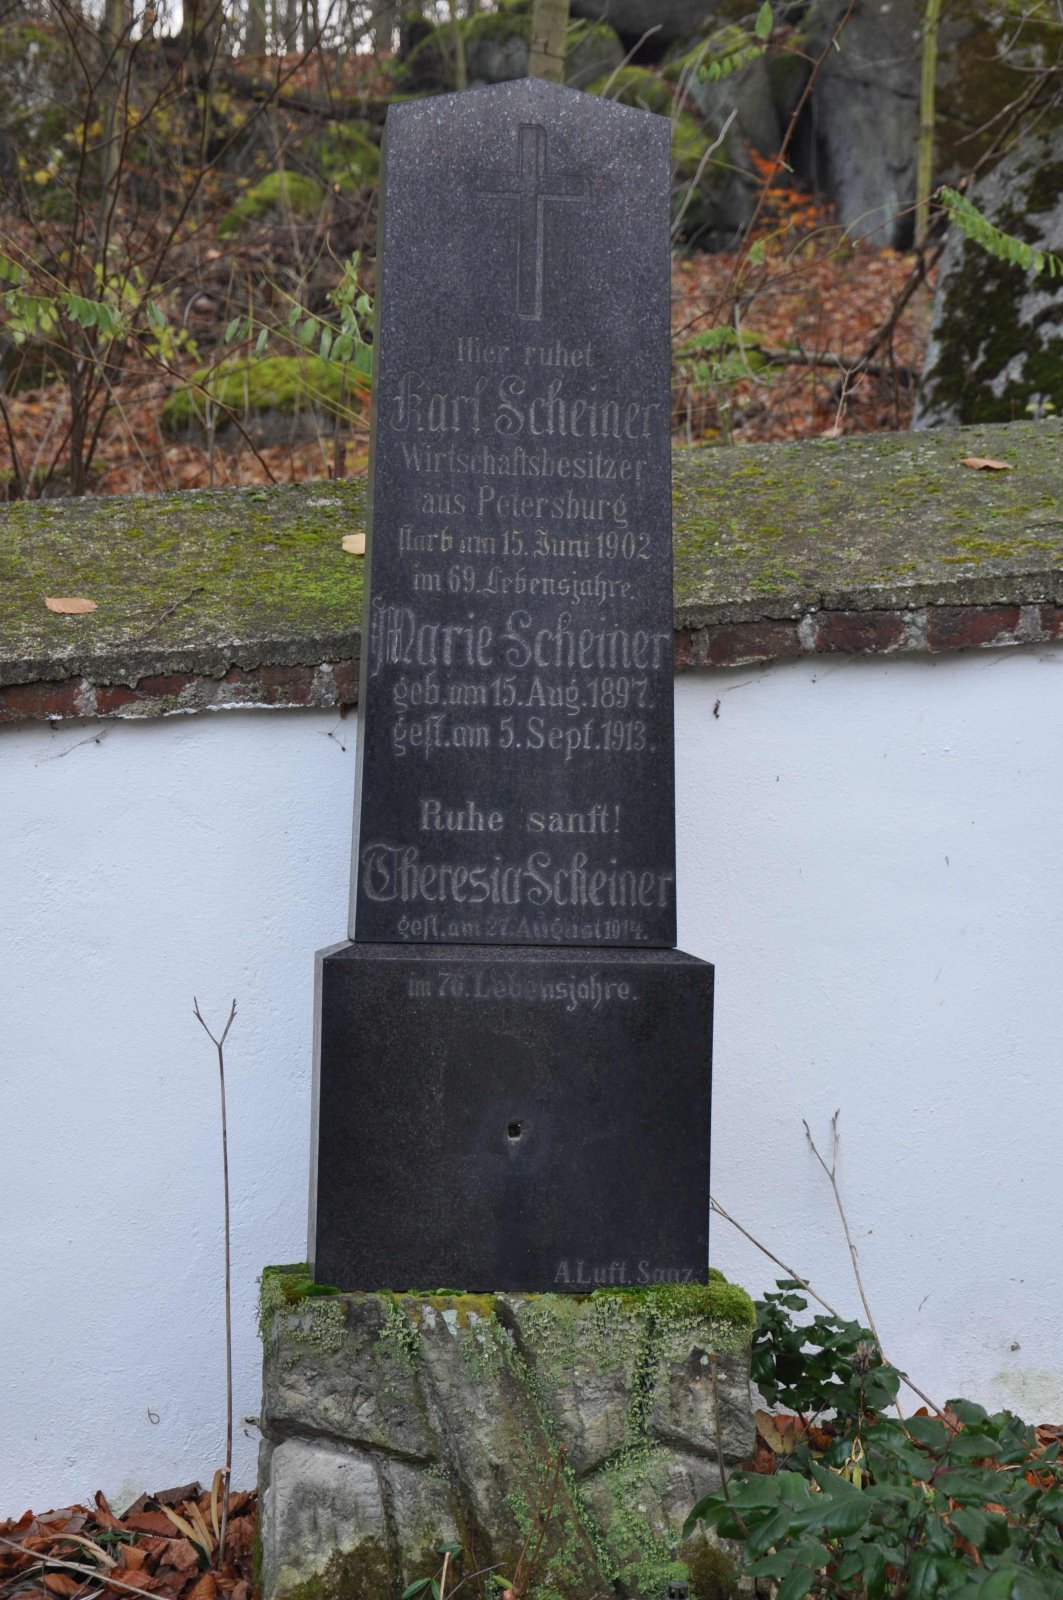 Hier ruhet
Karl Scheiner
Wirtschaftsbesitzer
aus Petersburg
starb am 15. Juni 1902
im 69. Lebensjahre.
Marie Scheiner
geb. am 15. Aug. 1897.
gest. am 5. Sept. 1913.
Ruhe sanft!
Theresia Scheiner
gest. am 27. August 1914.
im 76. Lebensjahre.
A. Luft, Saaz.